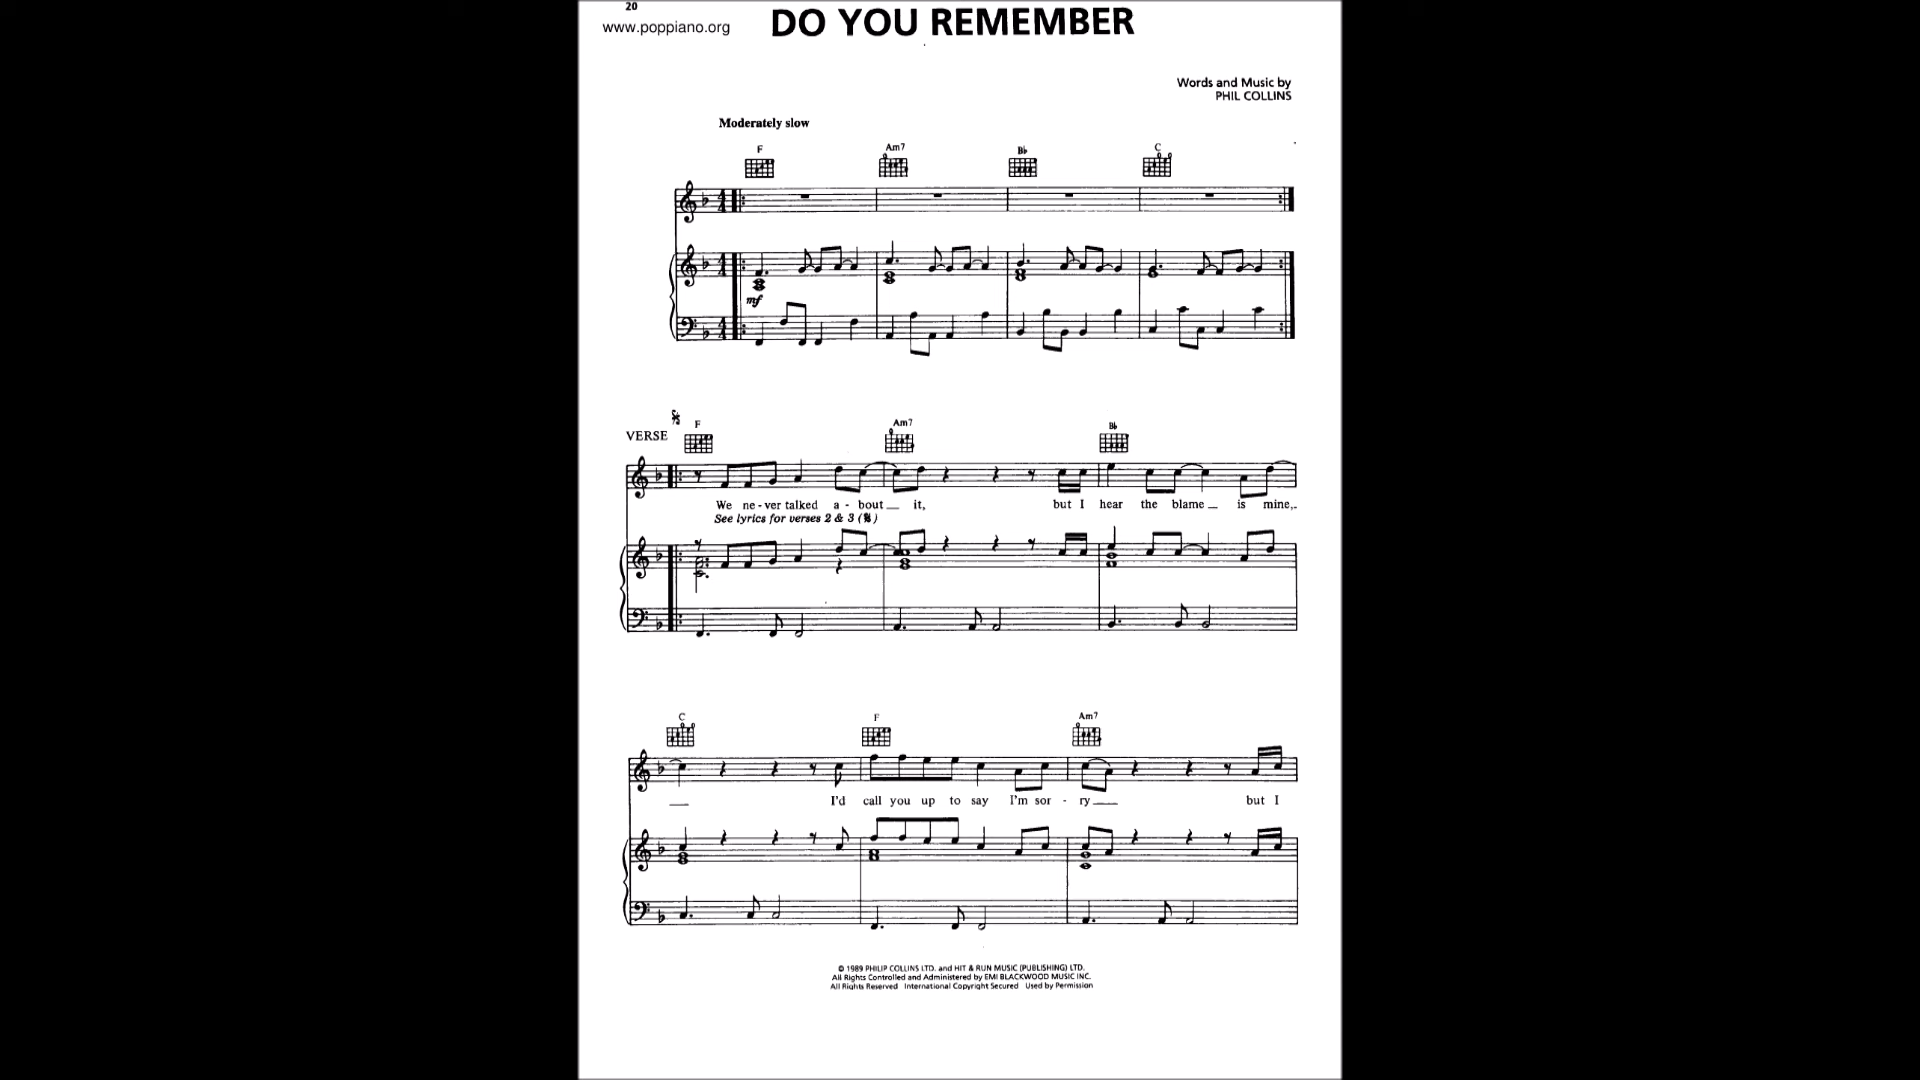 20
www.poppiano.org
DO YOU REMEMBER
Words and Music by
PHIL COLLINS
Moderately slow
F Am7 B♭ C
mf
VERSE F Am7 B♭
We ne - ver talked a - bout it, but I hear the blame is mine,
See lyrics for verses 2 & 3 (𝄋)
C F Am7
I'd call you up to say I'm sor - ry but I
© 1989 PHILIP COLLINS LTD. and HIT & RUN MUSIC (PUBLISHING) LTD.
All Rights Controlled and Administered by EMI BLACKWOOD MUSIC INC.
All Rights Reserved International Copyright Secured Used by Permission